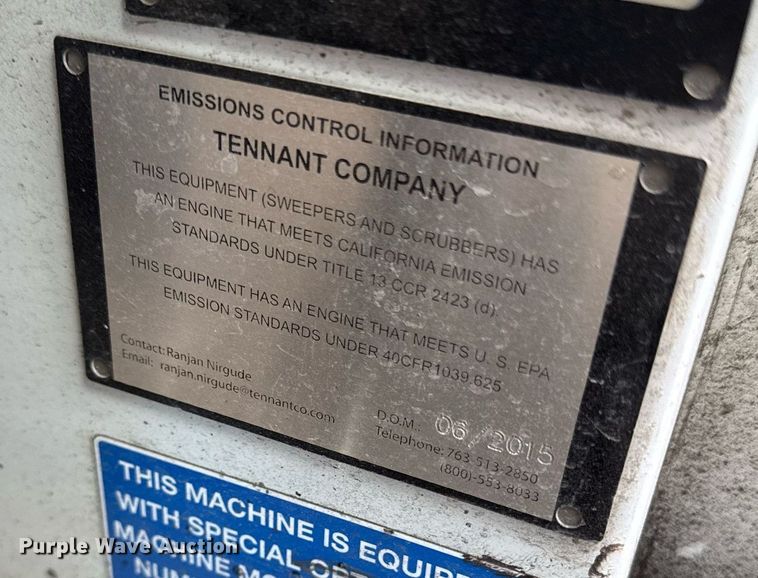 EMISSIONS CONTROL INFORMATION
TENNANT COMPANY
THIS EQUIPMENT (SWEEPERS AND SCRUBBERS) HAS
AN ENGINE THAT MEETS CALIFORNIA EMISSION
STANDARDS UNDER TITLE 13 CCR 2423 (d).
THIS EQUIPMENT HAS AN ENGINE THAT MEETS U. S. EPA
EMISSION STANDARDS UNDER 40CFR1039.625
Contact: Ranjan Nirgude
Email: ranjan.nirgude@tennantco.com
D.O.M.: 06/2015
Telephone: 763-513-2850
(800)-553-8033
THIS MACHINE IS
WITH SPECIAL
MACHINE
Purple Wave Auction